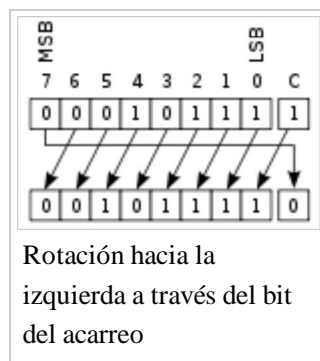 MSB LSB
7 6 5 4 3 2 1 0 C
0 0 0 1 0 1 1 1 1
0 0 1 0 1 1 1 1 0
Rotación hacia la
izquierda a través del bit
del acarreo